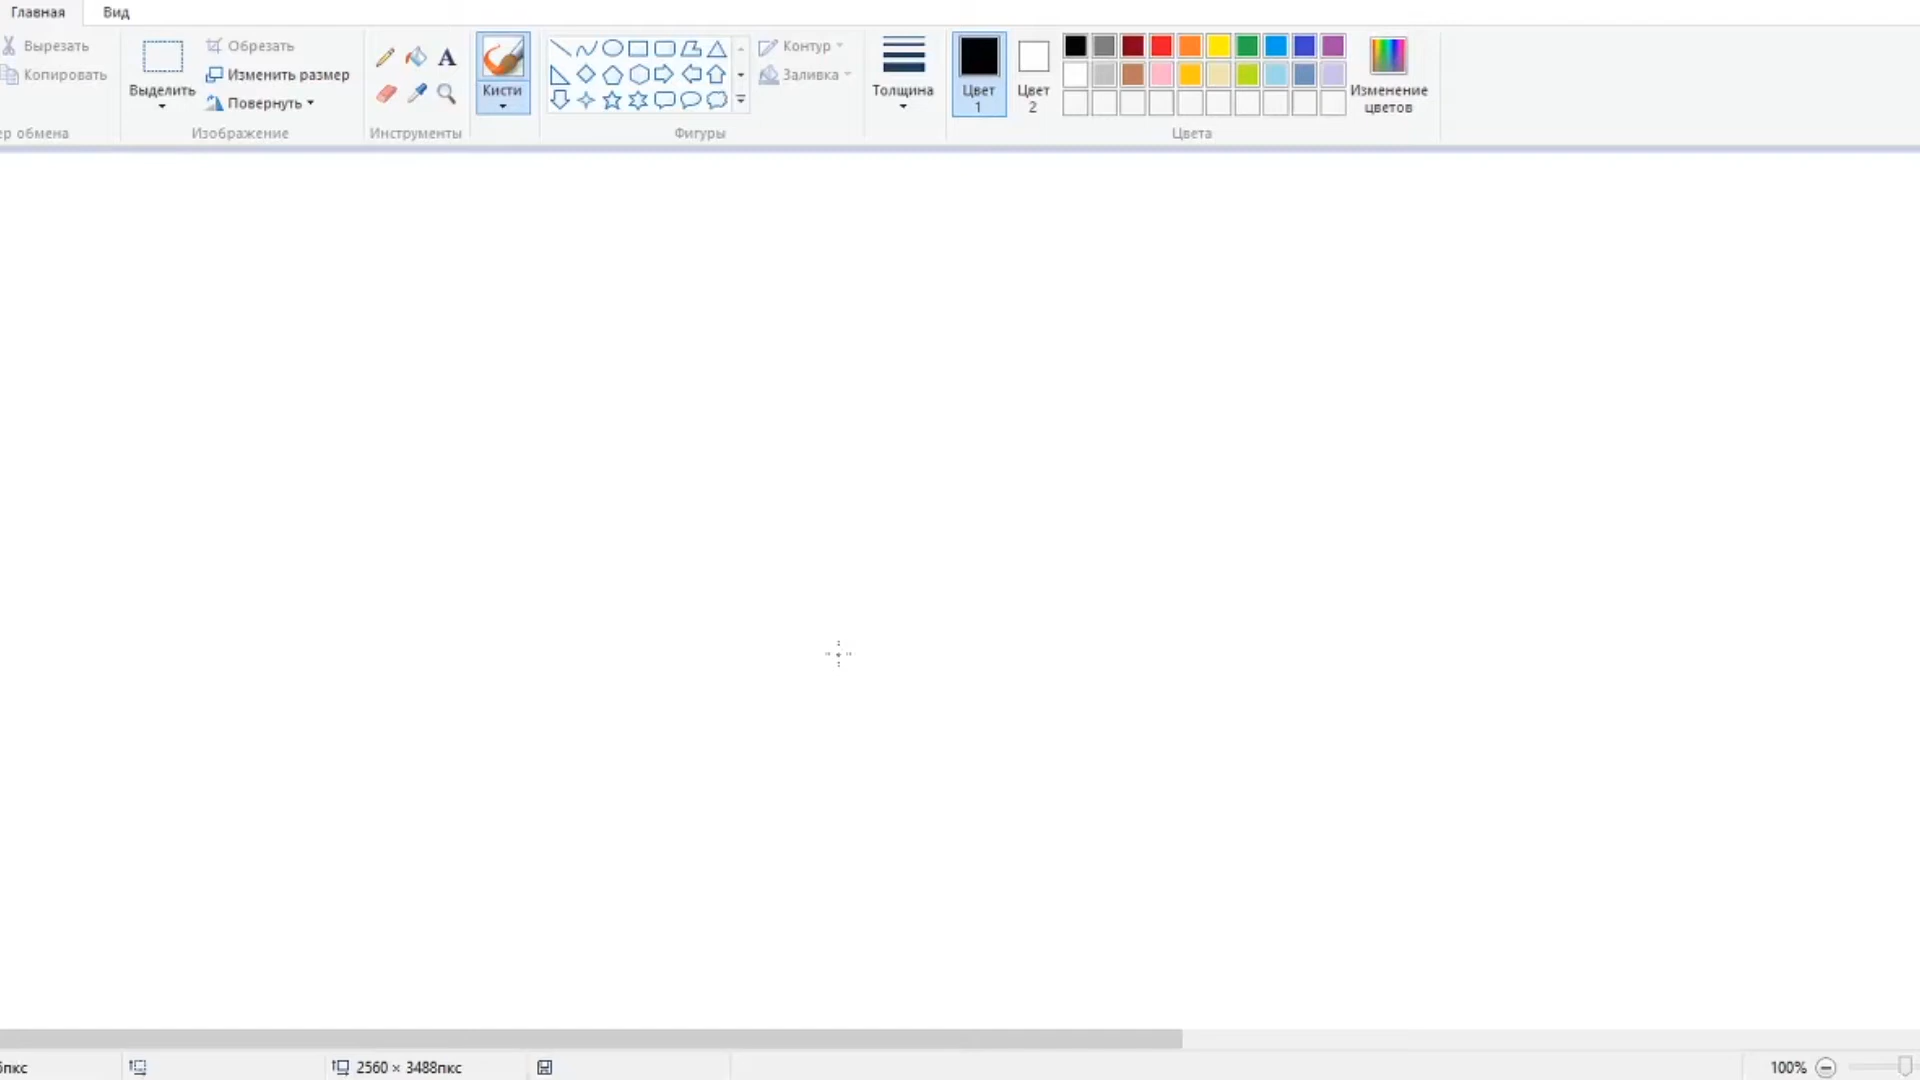 Главная Вид
Вырезать
Копировать
Выделить
Обрезать
Изменить размер
Повернуть
Изображение
A
Инструменты
Кисти
Контур
Заливка
Фигуры
Толщина
Цвет
1
Цвет
2
Изменение
цветов
Цвета
ер обмена
пкс
2560 × 3488пкс
100%